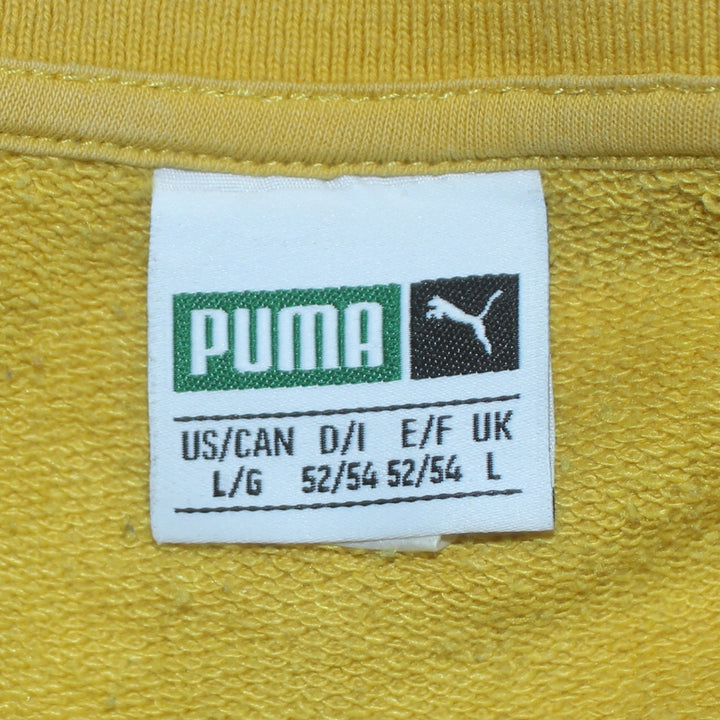 PUMA
US/CAN D/I E/F UK
L/G 52/54 52/54 L